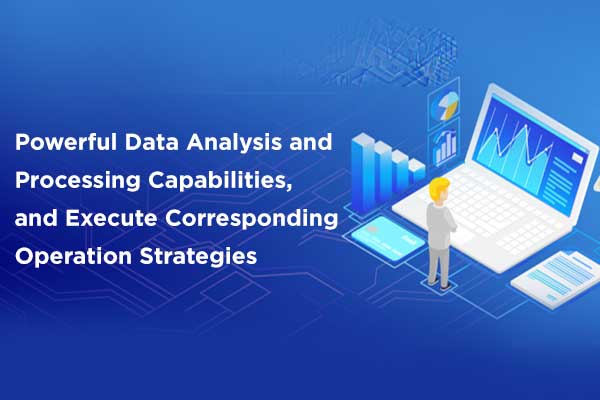 Powerful Data Analysis and
Processing Capabilities,
and Execute Corresponding
Operation Strategies